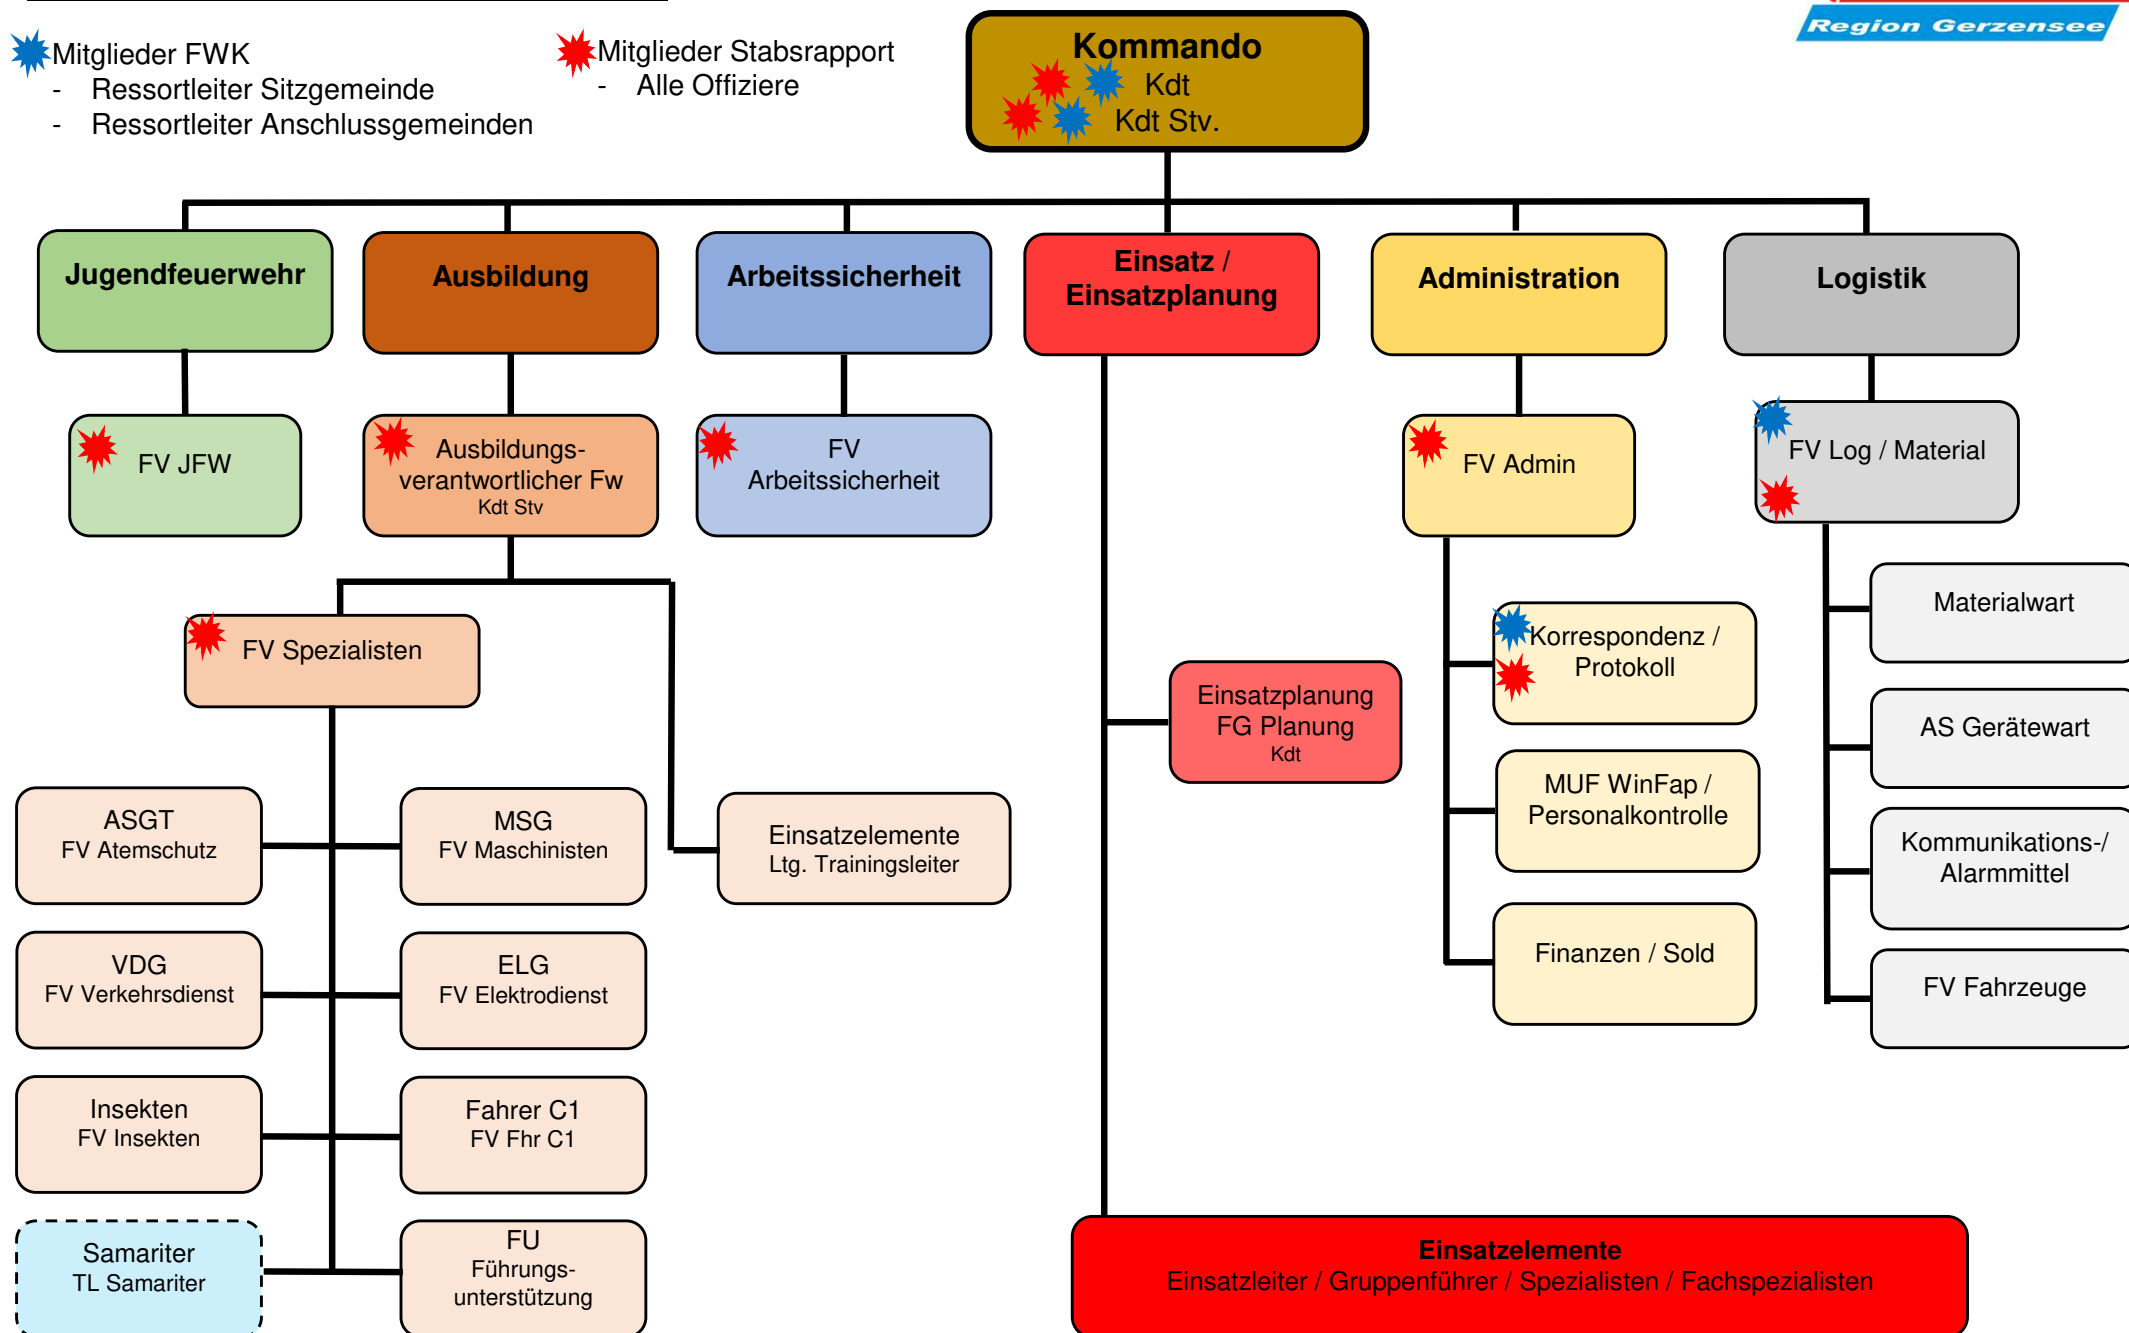 Region Gerzensee
Mitglieder FWK
- Ressortleiter Sitzgemeinde
- Ressortleiter Anschlussgemeinden
Mitglieder Stabsrapport
- Alle Offiziere
Kommando
Kdt
Kdt Stv.
Jugendfeuerwehr
Ausbildung
Arbeitssicherheit
Einsatz /
Einsatzplanung
Administration
Logistik
FV JFW
Ausbildungs-
verantwortlicher Fw
Kdt Stv
FV
Arbeitssicherheit
FV Admin
FV Log / Material
FV Spezialisten
Einsatzplanung
FG Planung
Kdt
Korrespondenz /
Protokoll
MUF WinFap /
Personalkontrolle
Finanzen / Sold
Materialwart
AS Gerätewart
Kommunikations-/
Alarmmittel
FV Fahrzeuge
ASGT
FV Atemschutz
MSG
FV Maschinisten
Einsatzelemente
Ltg. Trainingsleiter
VDG
FV Verkehrsdienst
ELG
FV Elektrodienst
Insekten
FV Insekten
Fahrer C1
FV Fhr C1
Samariter
TL Samariter
FU
Führungs-
unterstützung
Einsatzelemente
Einsatzleiter / Gruppenführer / Spezialisten / Fachspezialisten